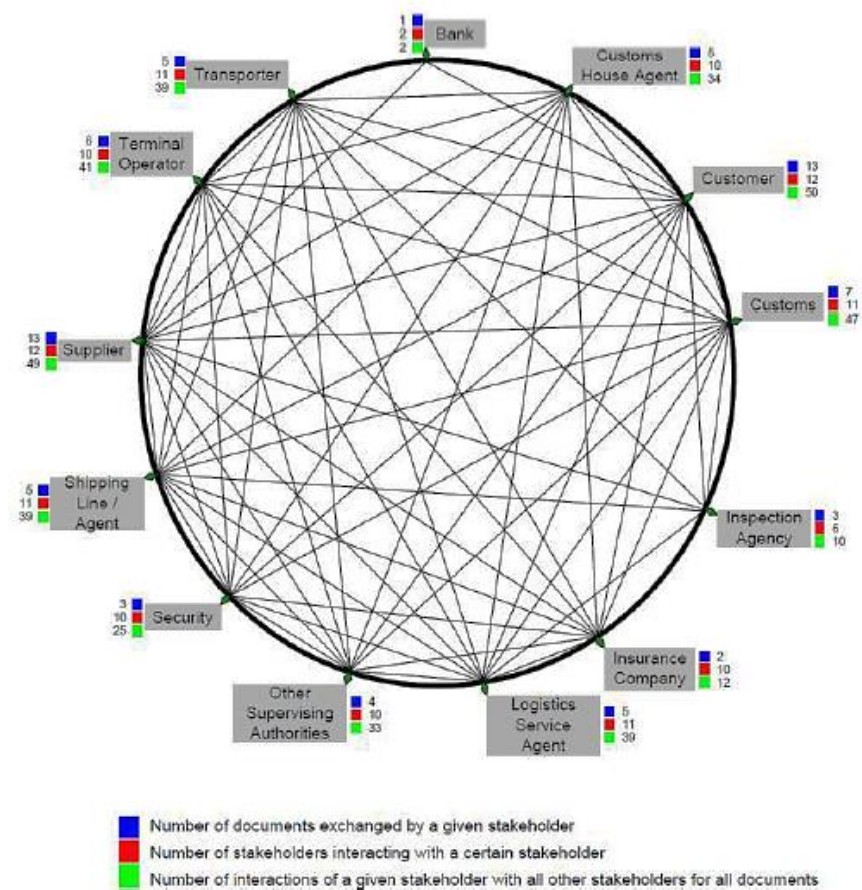 1
2
2
Bank
5
11
39
Transporter
Customs
House Agent
10
34
6
10
41
Terminal
Operator
Customer
13
12
50
Customs
7
11
47
13
12
49
Supplier
5
11
39
Shipping
Line /
Agent
Inspection
Agency
3
6
10
3
10
25
Security
Insurance
Company
2
10
12
Other
Supervising
Authorities
4
10
33
Logistics
Service
Agent
5
11
39
Number of documents exchanged by a given stakeholder
Number of stakeholders interacting with a certain stakeholder
Number of interactions of a given stakeholder with all other stakeholders for all documents